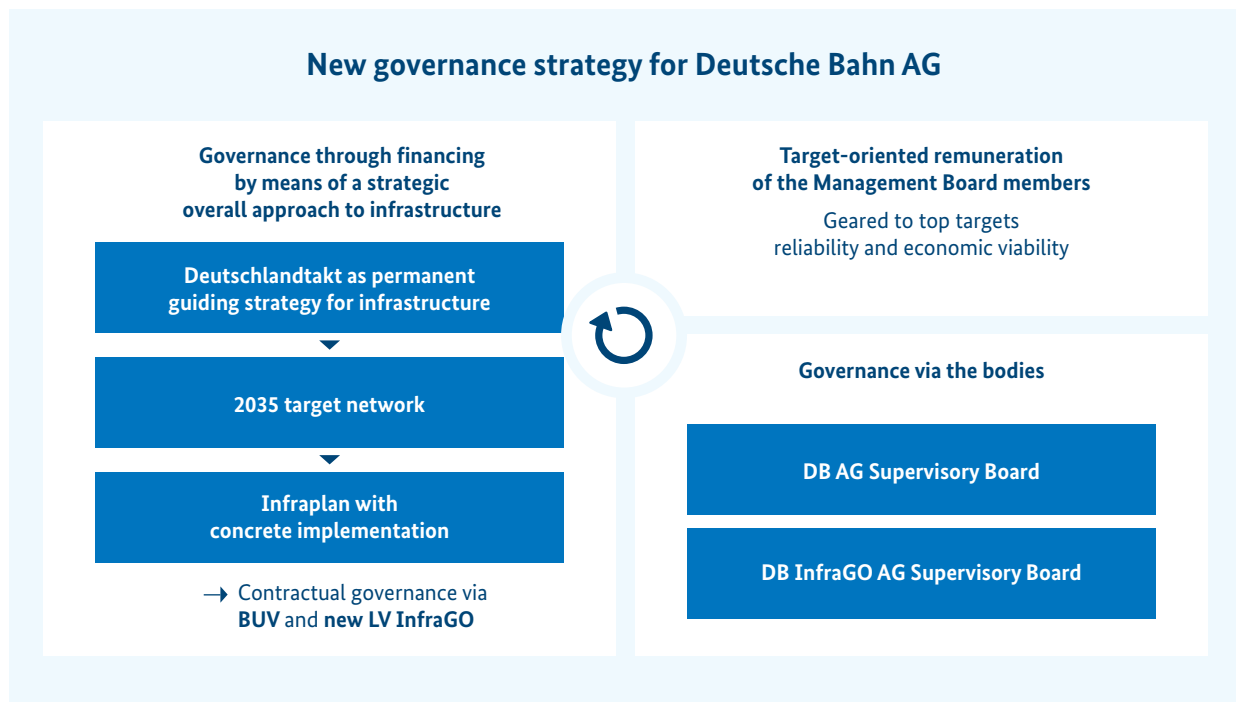 New governance strategy for Deutsche Bahn AG
Governance through financing
by means of a strategic
overall approach to infrastructure
Deutschlandtakt as permanent
guiding strategy for infrastructure
2035 target network
Infraplan with
concrete implementation
Contractual governance via
BUV and new LV InfraGO
Target-oriented remuneration
of the Management Board members
Geared to top targets
reliability and economic viability
Governance via the bodies
DB AG Supervisory Board
DB InfraGO AG Supervisory Board